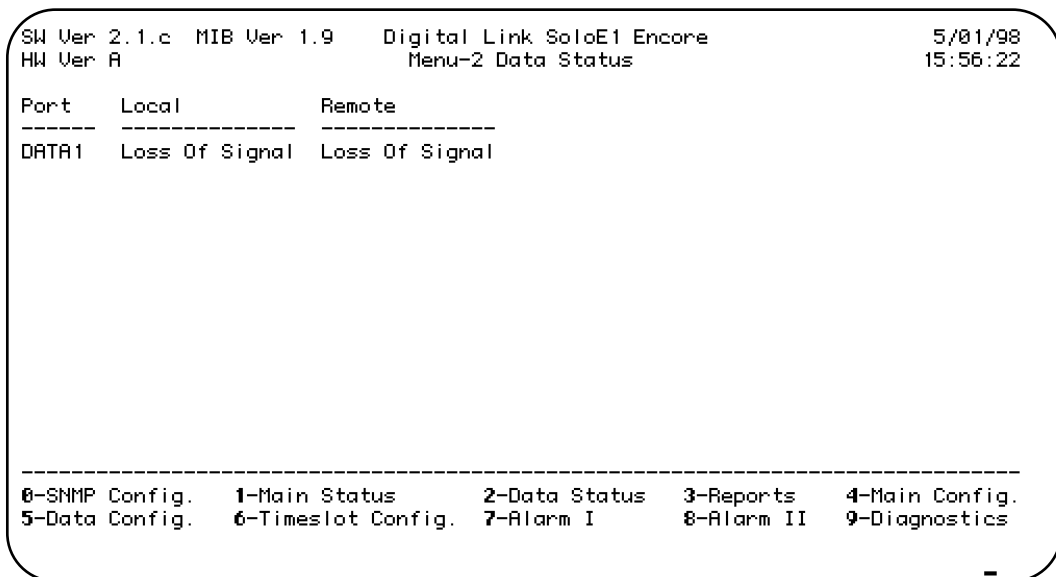 SW Ver 2.1.c  MIB Ver 1.9    Digital Link SoloE1 Encore                  5/01/98
HW Ver A                       Menu-2 Data Status                       15:56:22
Port    Local           Remote
------  --------------  --------------
DATA1   Loss Of Signal  Loss Of Signal
--------------------------------------------------------------------------------
0-SNMP Config.   1-Main Status       2-Data Status   3-Reports    4-Main Config.
5-Data Config.   6-Timeslot Config.  7-Alarm I       8-Alarm II   9-Diagnostics